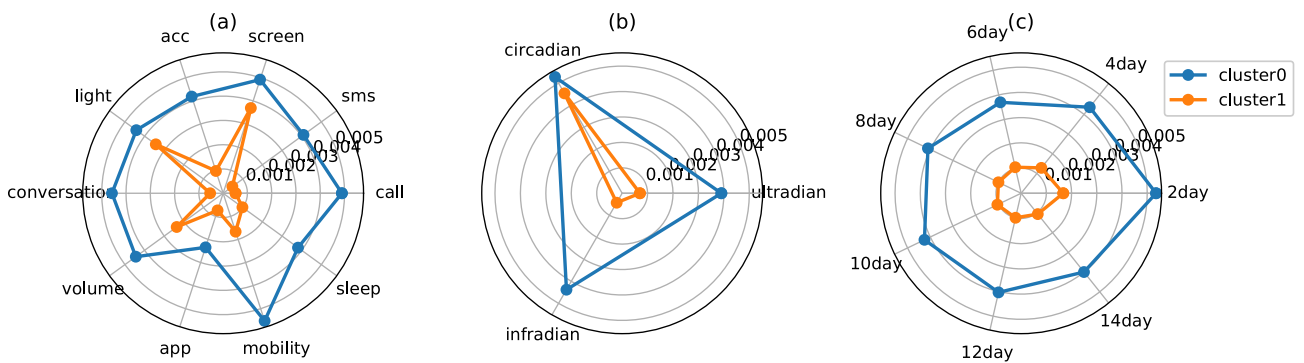 (a)
acc
screen
light
sms
0.005
0.004
0.003
0.002
0.001
conversation
call
volume
sleep
app
mobility
(b)
circadian
0.005
0.004
0.003
0.002
0.001
ultradian
infradian
(c)
6day
4day
8day
0.005
0.004
0.003
0.002
0.001
2day
10day
14day
12day
cluster0
cluster1